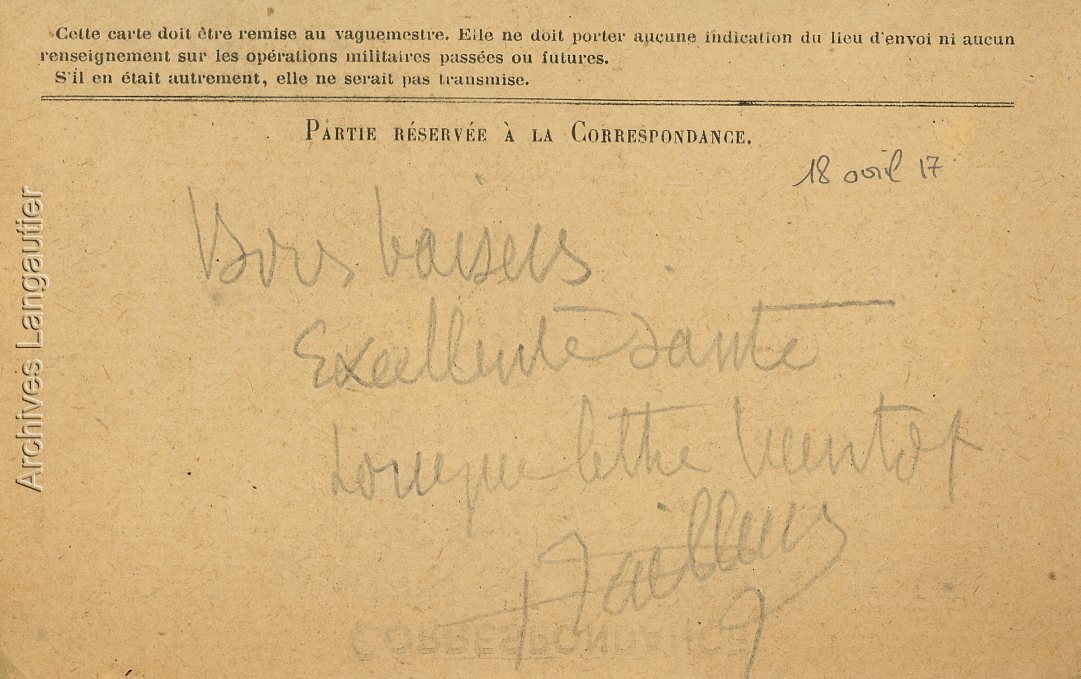 Cette carte doit être remise au vaguemestre. Elle ne doit porter aucune indication du lieu d'envoi ni aucun
renseignement sur les opérations militaires passées ou futures.
S'il en était autrement, elle ne serait pas transmise.
PARTIE RÉSERVÉE À LA CORRESPONDANCE.
18 avril 17
Bons baisers
Excellente santé
Longue lettre bientôt
CORRESPONDANCE
Archives Langautier